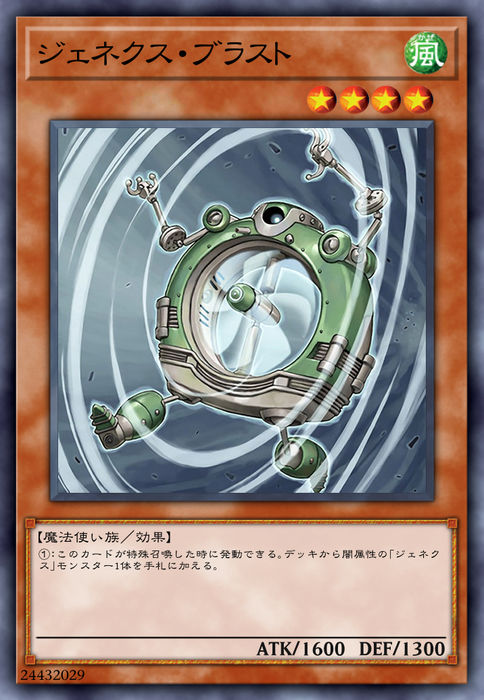 ジェネクス・ブラスト
かぜ
風
【魔法使い族／効果】
①:このカードが特殊召喚した時に発動できる。デッキから闇属性の「ジェネク
ス」モンスター1体を手札に加える。
ATK/1600 DEF/1300
24432029